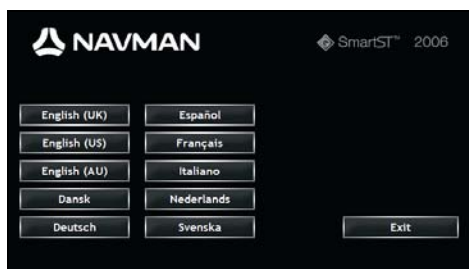 NAVMAN
SmartST™ 2006
English (UK)
Español
English (US)
Français
English (AU)
Italiano
Dansk
Nederlands
Deutsch
Svenska
Exit